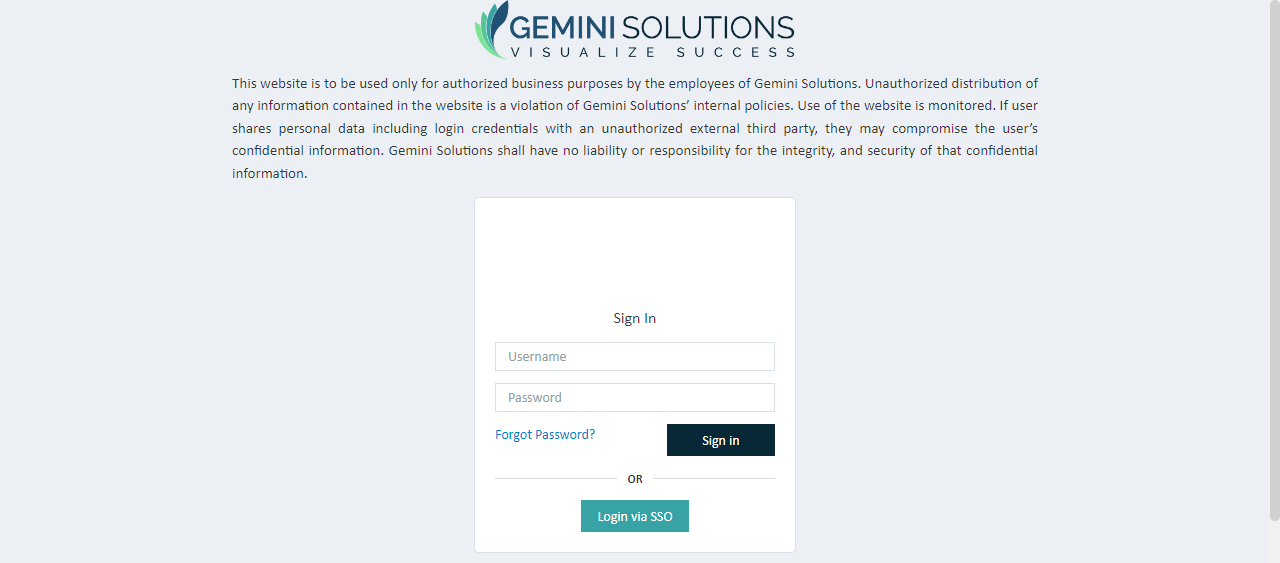 GEMINI SOLUTIONS
VISUALIZE SUCCESS
This website is to be used only for authorized business purposes by the employees of Gemini Solutions. Unauthorized distribution of
any information contained in the website is a violation of Gemini Solutions’ internal policies. Use of the website is monitored. If user
shares personal data including login credentials with an unauthorized external third party, they may compromise the user’s
confidential information. Gemini Solutions shall have no liability or responsibility for the integrity, and security of that confidential
information.
Sign In
Username
Password
Forgot Password?
Sign in
OR
Login via SSO